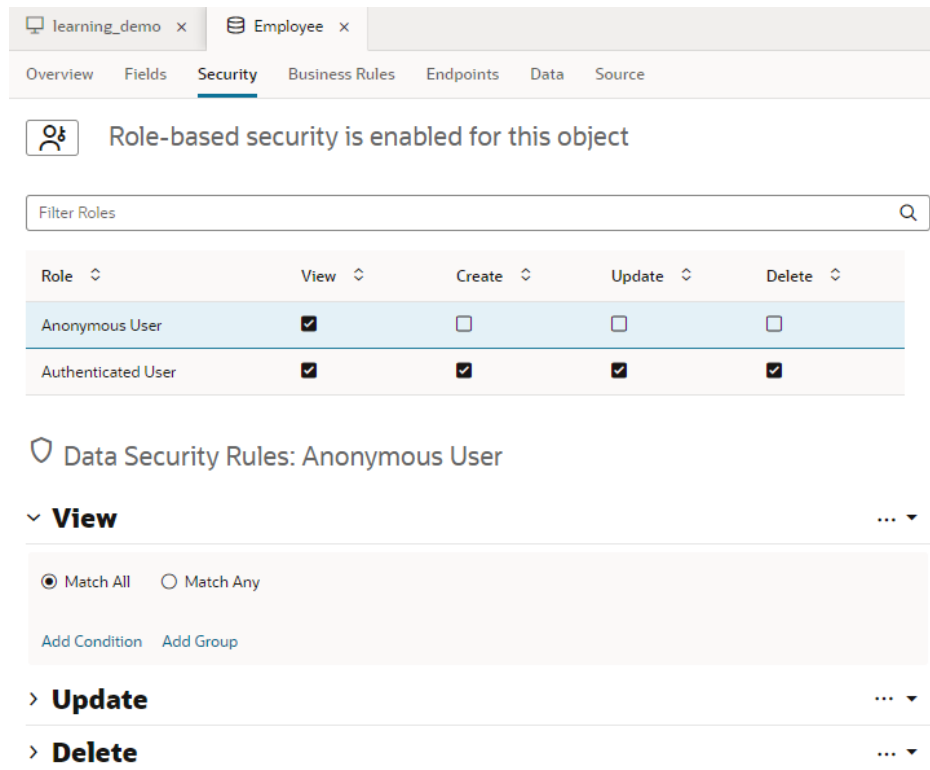 learning_demo × Employee ×
Overview Fields Security Business Rules Endpoints Data Source
Role-based security is enabled for this object
Filter Roles
Role View Create Update Delete
Anonymous User
Authenticated User
Data Security Rules: Anonymous User
View ...
Match All Match Any
Add Condition Add Group
Update ...
Delete ...